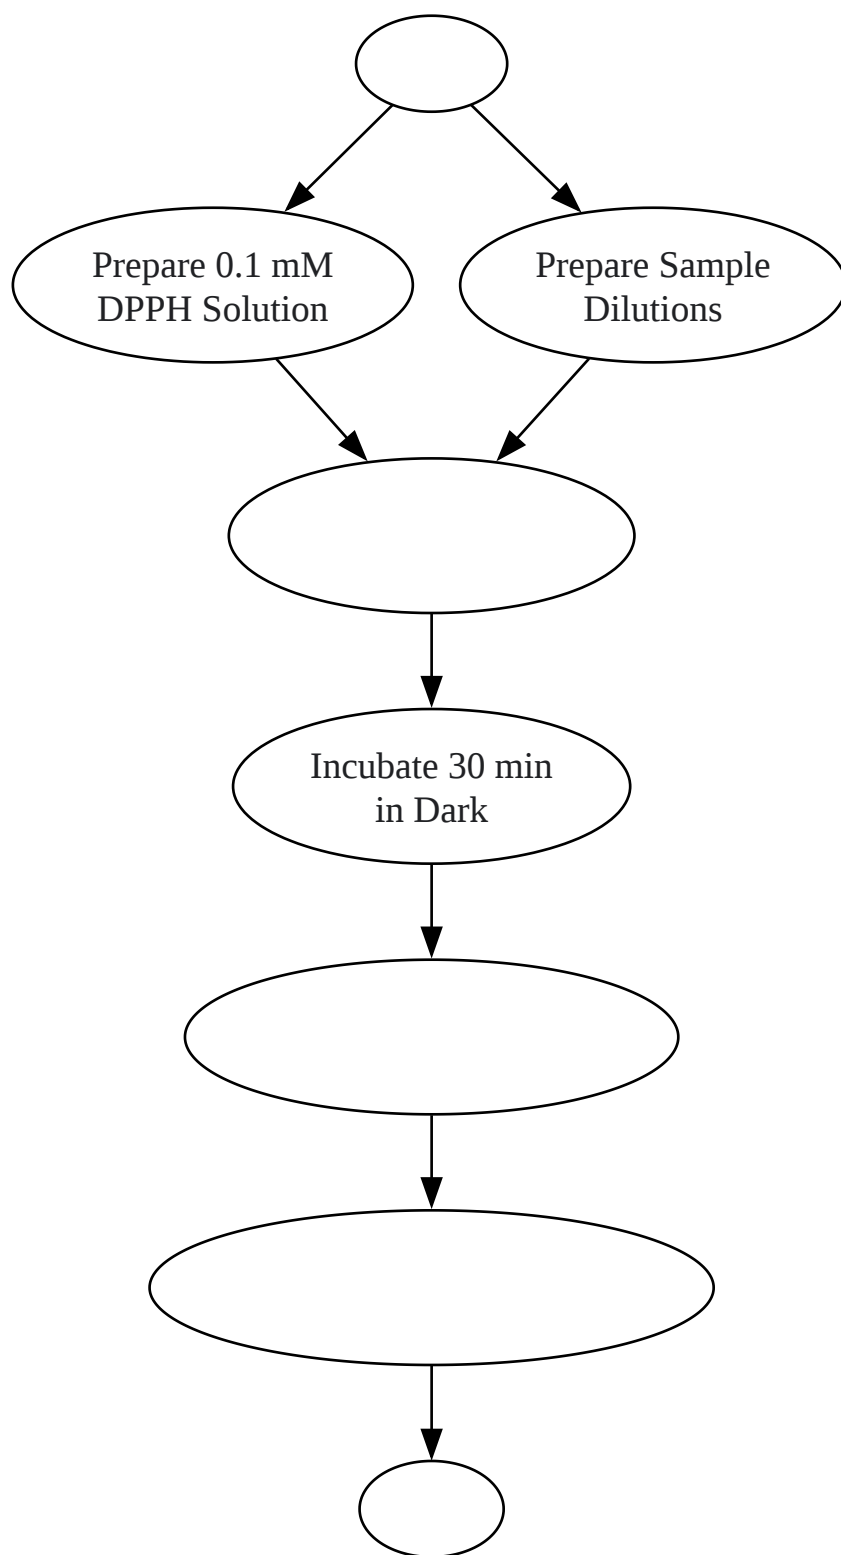 Prepare 0.1 mM
DPPH Solution
Prepare Sample
Dilutions
Incubate 30 min
in Dark